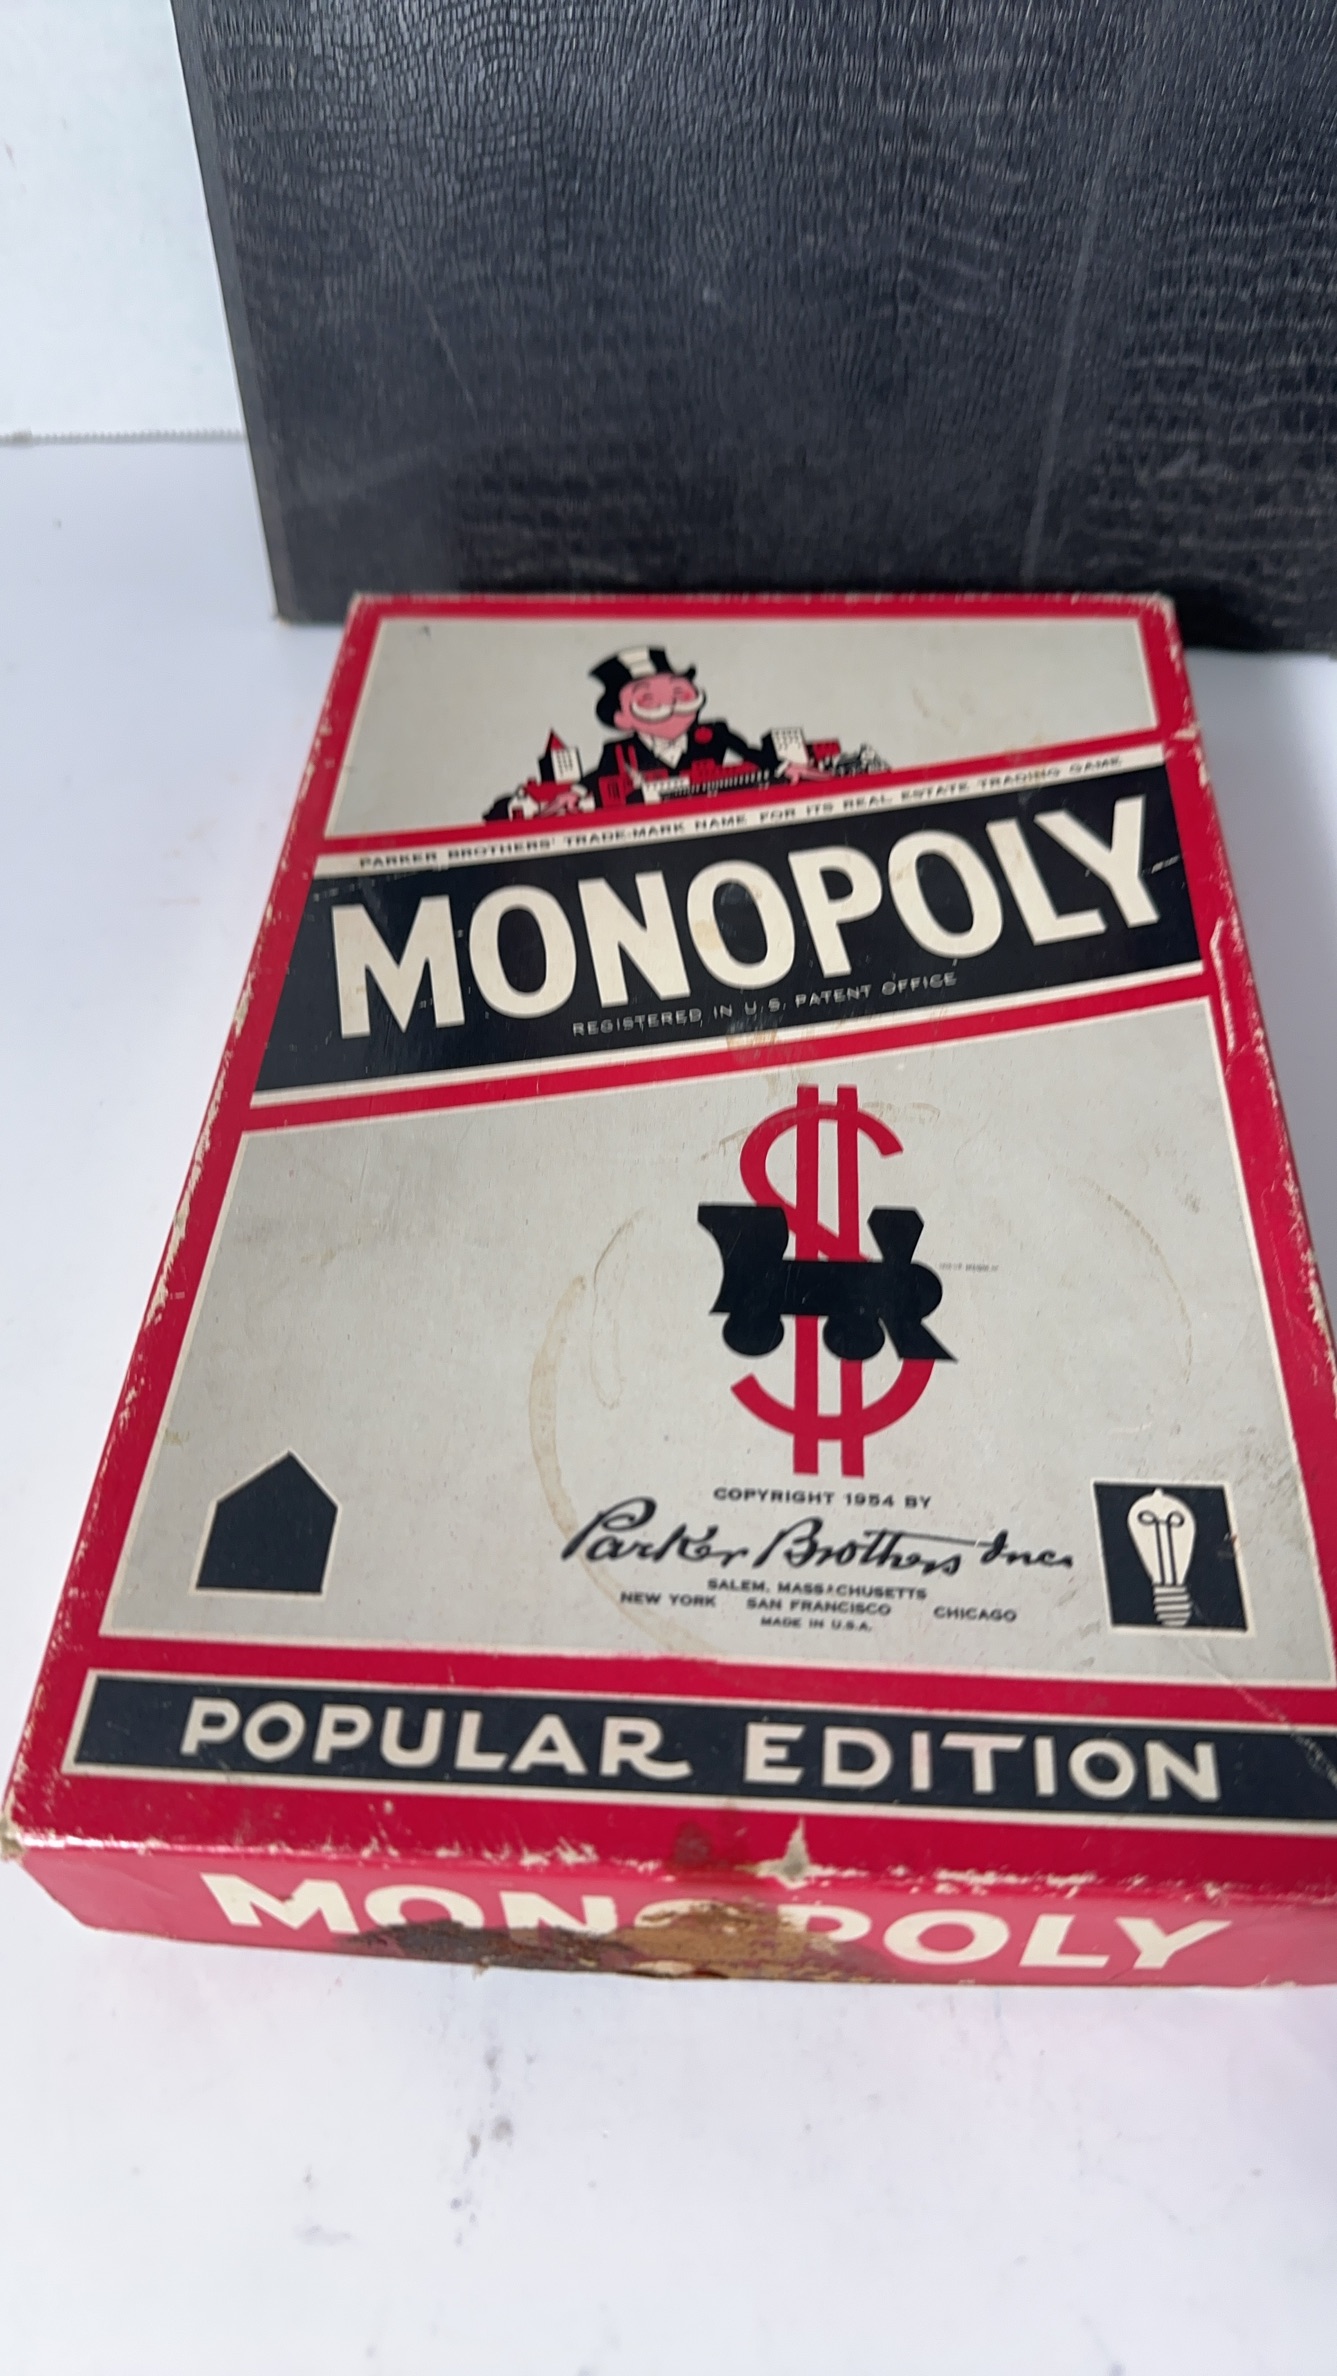 PARKER BROTHERS' TRADE-MARK NAME FOR ITS REAL ESTATE TRADING GAME
MONOPOLY
REGISTERED IN U.S. PATENT OFFICE
COPYRIGHT 1954 BY
Parker Brothers Inc.
SALEM, MASSACHUSETTS
NEW YORK SAN FRANCISCO CHICAGO
MADE IN U.S.A.
POPULAR EDITION
MONOPOLY